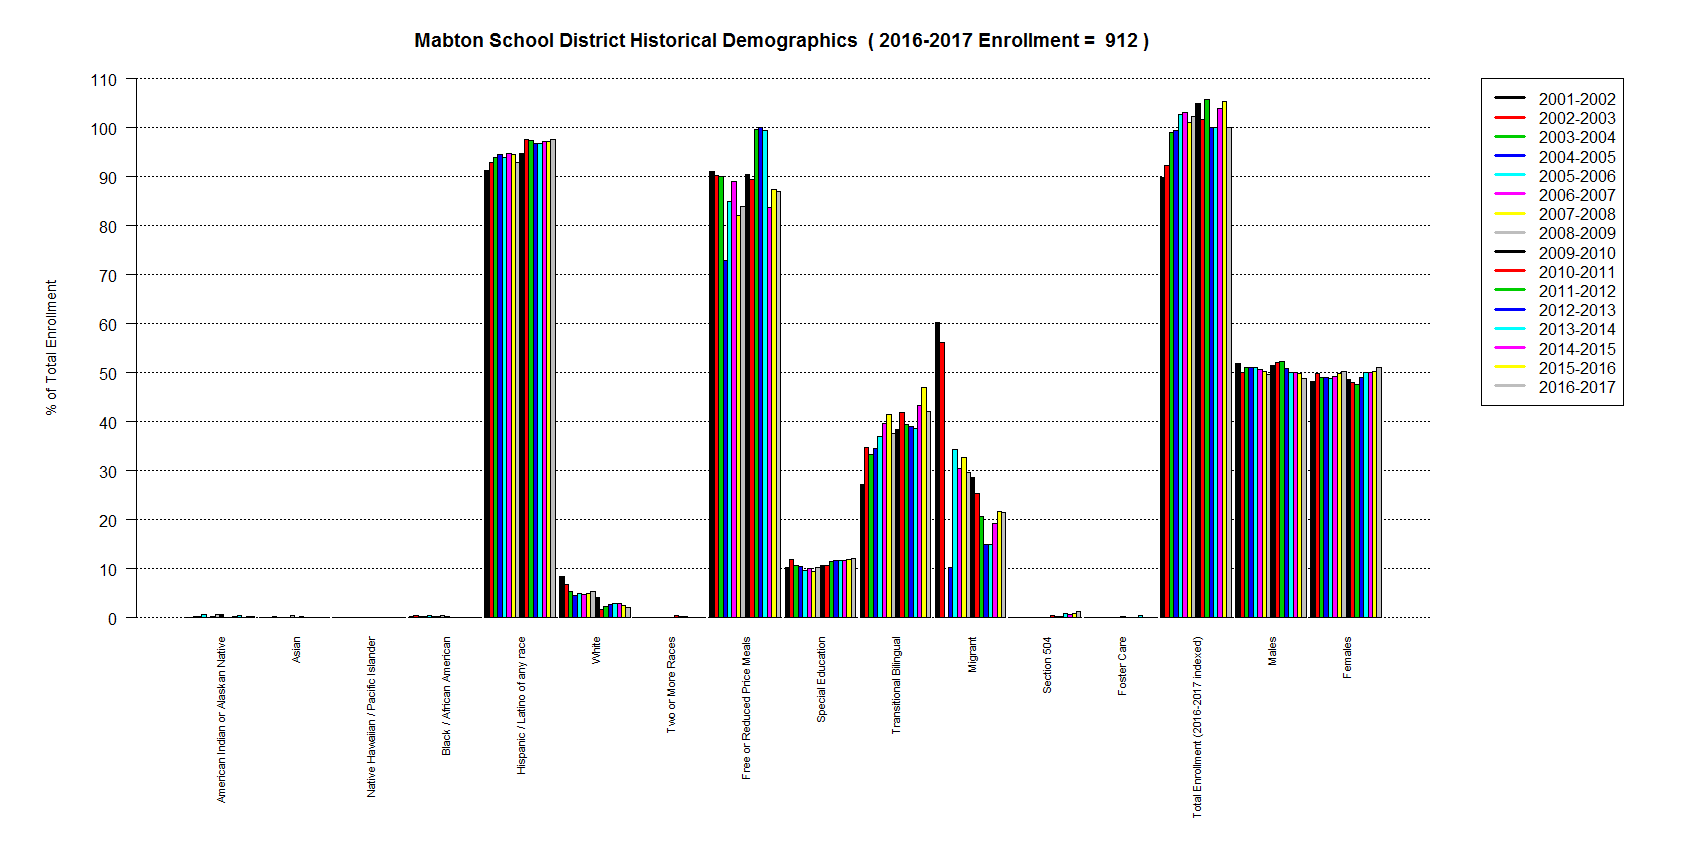 Mabton School District Historical Demographics  ( 2016-2017 Enrollment =  912 )
% of Total Enrollment
110
100
90
80
70
60
50
40
30
20
10
0
American Indian or Alaskan Native
Asian
Native Hawaiian / Pacific Islander
Black / African American
Hispanic / Latino of any race
White
Two or More Races
Free or Reduced Price Meals
Special Education
Transitional Bilingual
Migrant
Section 504
Foster Care
Total Enrollment (2016-2017 indexed)
Males
Females
2001-2002
2002-2003
2003-2004
2004-2005
2005-2006
2006-2007
2007-2008
2008-2009
2009-2010
2010-2011
2011-2012
2012-2013
2013-2014
2014-2015
2015-2016
2016-2017